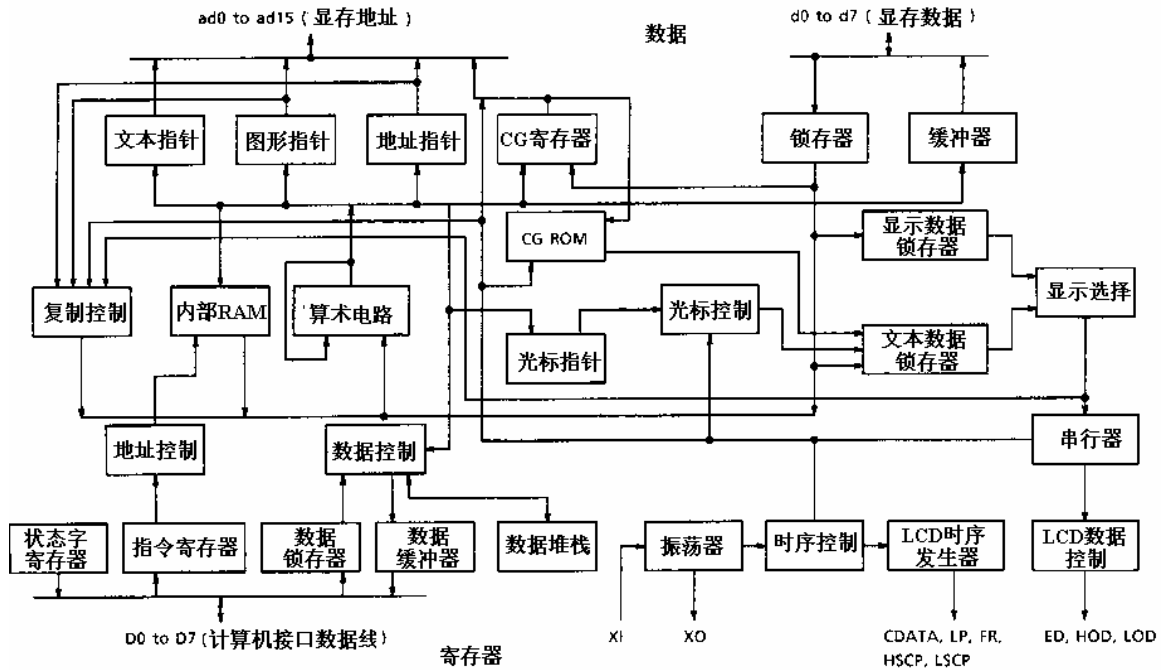 ad0 to ad15 (显存地址)
数据
d0 to d7 (显存数据)
文本指针
图形指针
地址指针
CG寄存器
锁存器
缓冲器
CG ROM
显示数据
锁存器
复制控制
内部RAM
算术电路
光标指针
光标控制
文本数据
锁存器
显示选择
地址控制
数据控制
串行器
状态字
寄存器
指令寄存器
数据
锁存器
数据
缓冲器
数据堆栈
振荡器
时序控制
LCD时序
发生器
LCD数据
控制
D0 to D7 (计算机接口数据线)
寄存器
XI
XO
CDATA, LP, FR,
HSCP, LSCP
ED, HOD, LOD